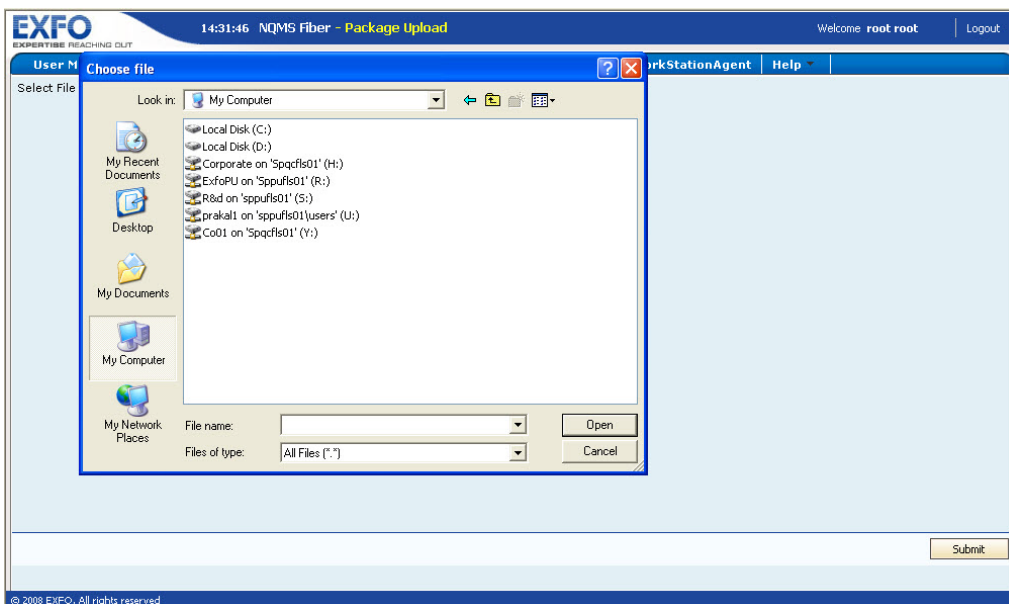 EXFO
EXPERTISE REACHING OUT
14:31:46 NQMS Fiber - Package Upload
Welcome root root
Logout
User M
orkStationAgent
Help
Select File
Choose file
Look in:
My Computer
My Recent
Documents
Desktop
My Documents
My Computer
My Network
Places
Local Disk (C:)
Local Disk (D:)
Corporate on 'Spqcfls01' (H:)
ExfoPU on 'Sppufls01' (R:)
R&d on 'sppufls01' (S:)
prakal1 on 'sppufls01\users' (U:)
Co01 on 'Spqcfls01' (Y:)
File name:
Open
Files of type:
All Files (*.*)
Cancel
Submit
© 2008 EXFO. All rights reserved